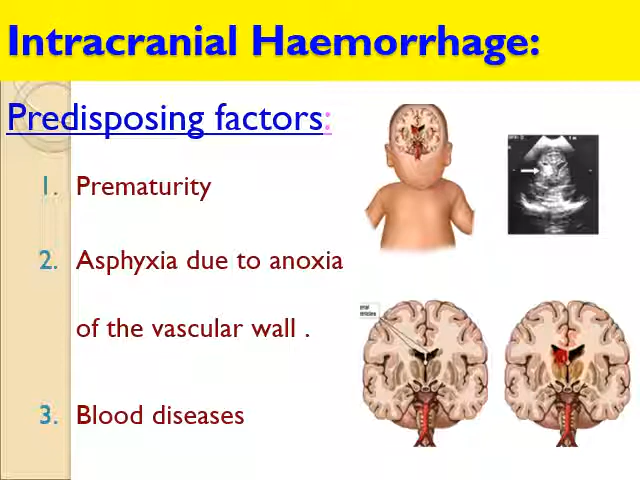 Intracranial Haemorrhage:
Predisposing factors:
1. Prematurity
2. Asphyxia due to anoxia
of the vascular wall .
3. Blood diseases